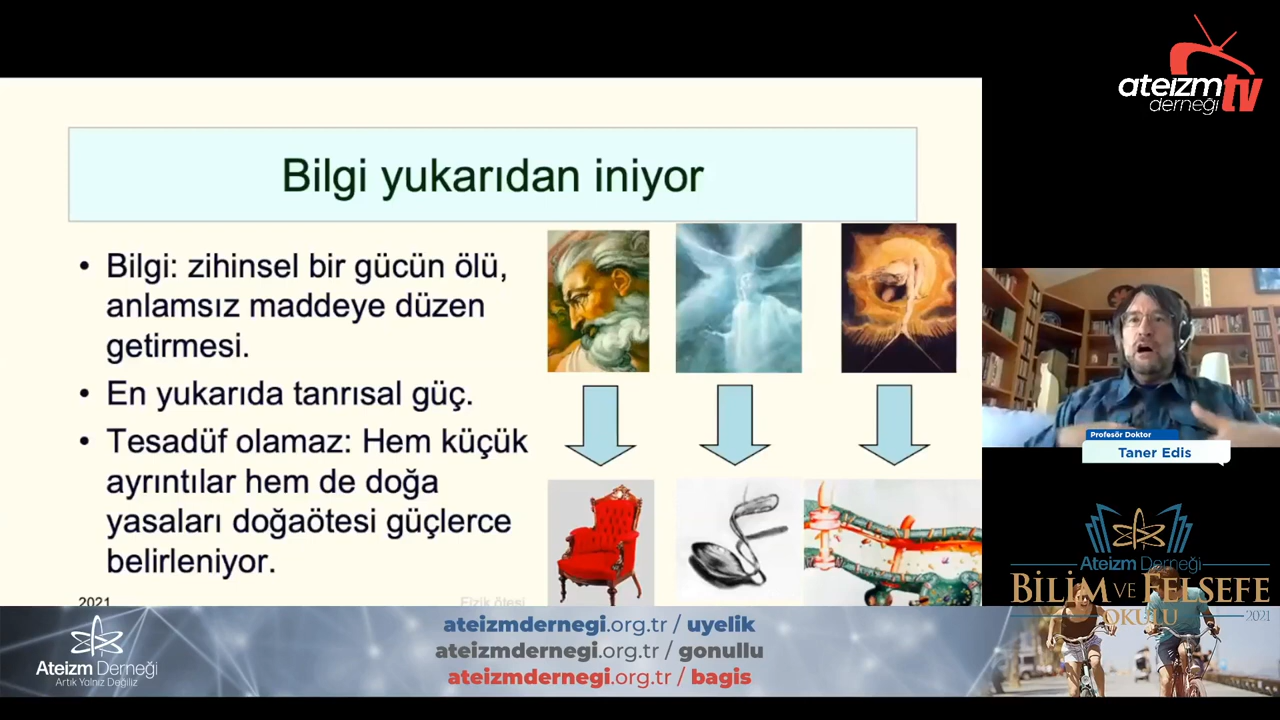 ateizm tv
derneği
Bilgi yukarıdan iniyor
• Bilgi: zihinsel bir gücün ölü,
anlamsız maddeye düzen
getirmesi.
• En yukarıda tanrısal güç.
• Tesadüf olamaz: Hem küçük
ayrıntılar hem de doğa
yasaları doğaötesi güçlerce
belirleniyor.
2021
Fizik ötesi
Profesör Doktor
Taner Edis
Ateizm Derneği
BİLİM VE FELSEFE
OKULU
2021
Ateizm Derneği
Artık Yalnız Değiliz
ateizmdernegi.org.tr / uyelik
ateizmdernegi.org.tr / gonullu
ateizmdernegi.org.tr / bagis